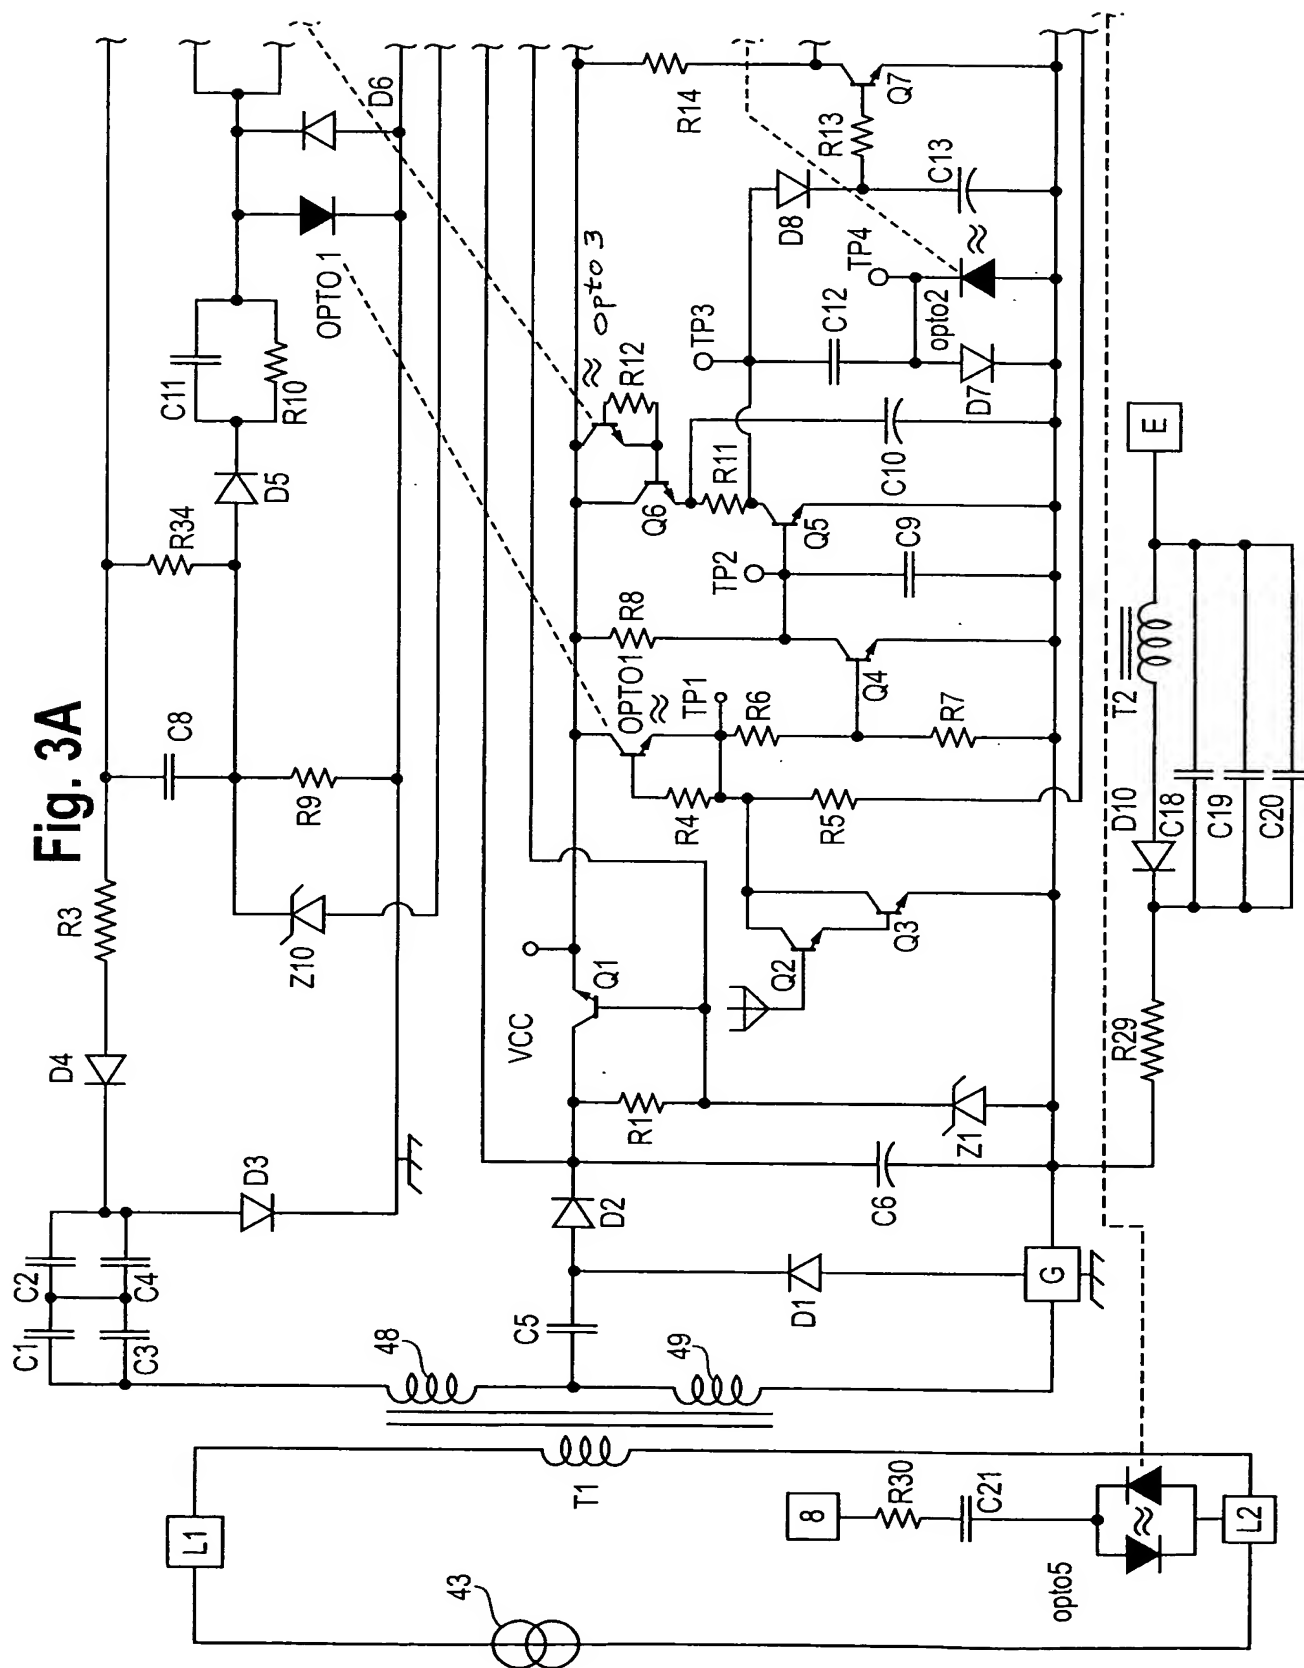 Fig. 3A
L1
43
T1
8
R30
C21
opto5
L2
C1
C2
C3
C4
48
49
C5
D3
D4
R3
C8
R9
Z10
R34
D5
C11
R10
OPTO 1
D6
D1
D2
G
C6
R1
Z1
VCC
Q1
Q2
Q3
R4
R5
OPTO1
TP1
R6
R7
R8
Q4
TP2
C9
Q5
Q6
R11
R12
opto 3
C10
TP3
C12
D7
opto2
TP4
D8
C13
R13
R14
Q7
R29
D10
T2
C18
C19
C20
E